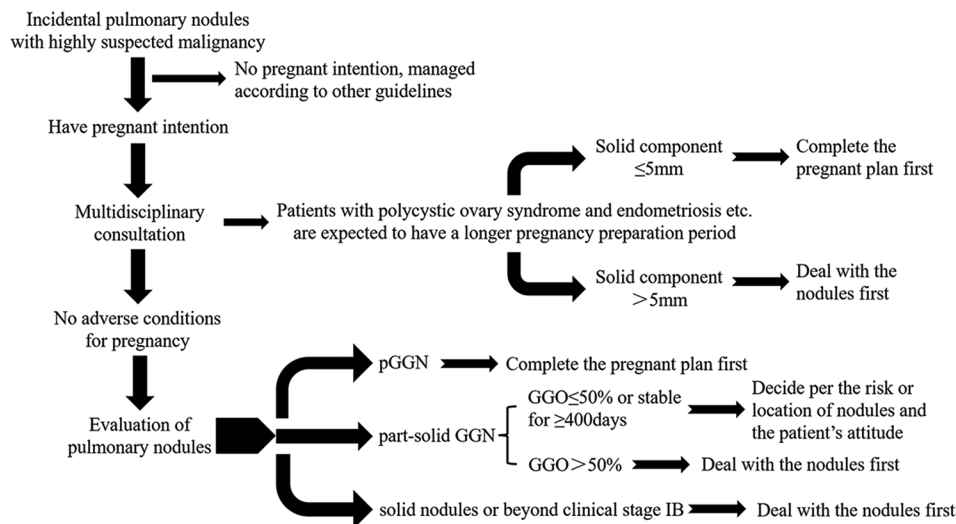 Incidental pulmonary nodules
with highly suspected malignancy
No pregnant intention, managed
according to other guidelines
Have pregnant intention
Multidisciplinary
consultation
Patients with polycystic ovary syndrome and endometriosis etc.
are expected to have a longer pregnancy preparation period
Solid component
≤5mm
Complete the
pregnant plan first
Solid component
>5mm
Deal with the
nodules first
No adverse conditions
for pregnancy
Evaluation of
pulmonary nodules
pGGN
Complete the pregnant plan first
part-solid GGN
GGO≤50% or stable
for ≥400days
Decide per the risk or
location of nodules and
the patient's attitude
GGO>50%
Deal with the nodules first
solid nodules or beyond clinical stage IB
Deal with the nodules first